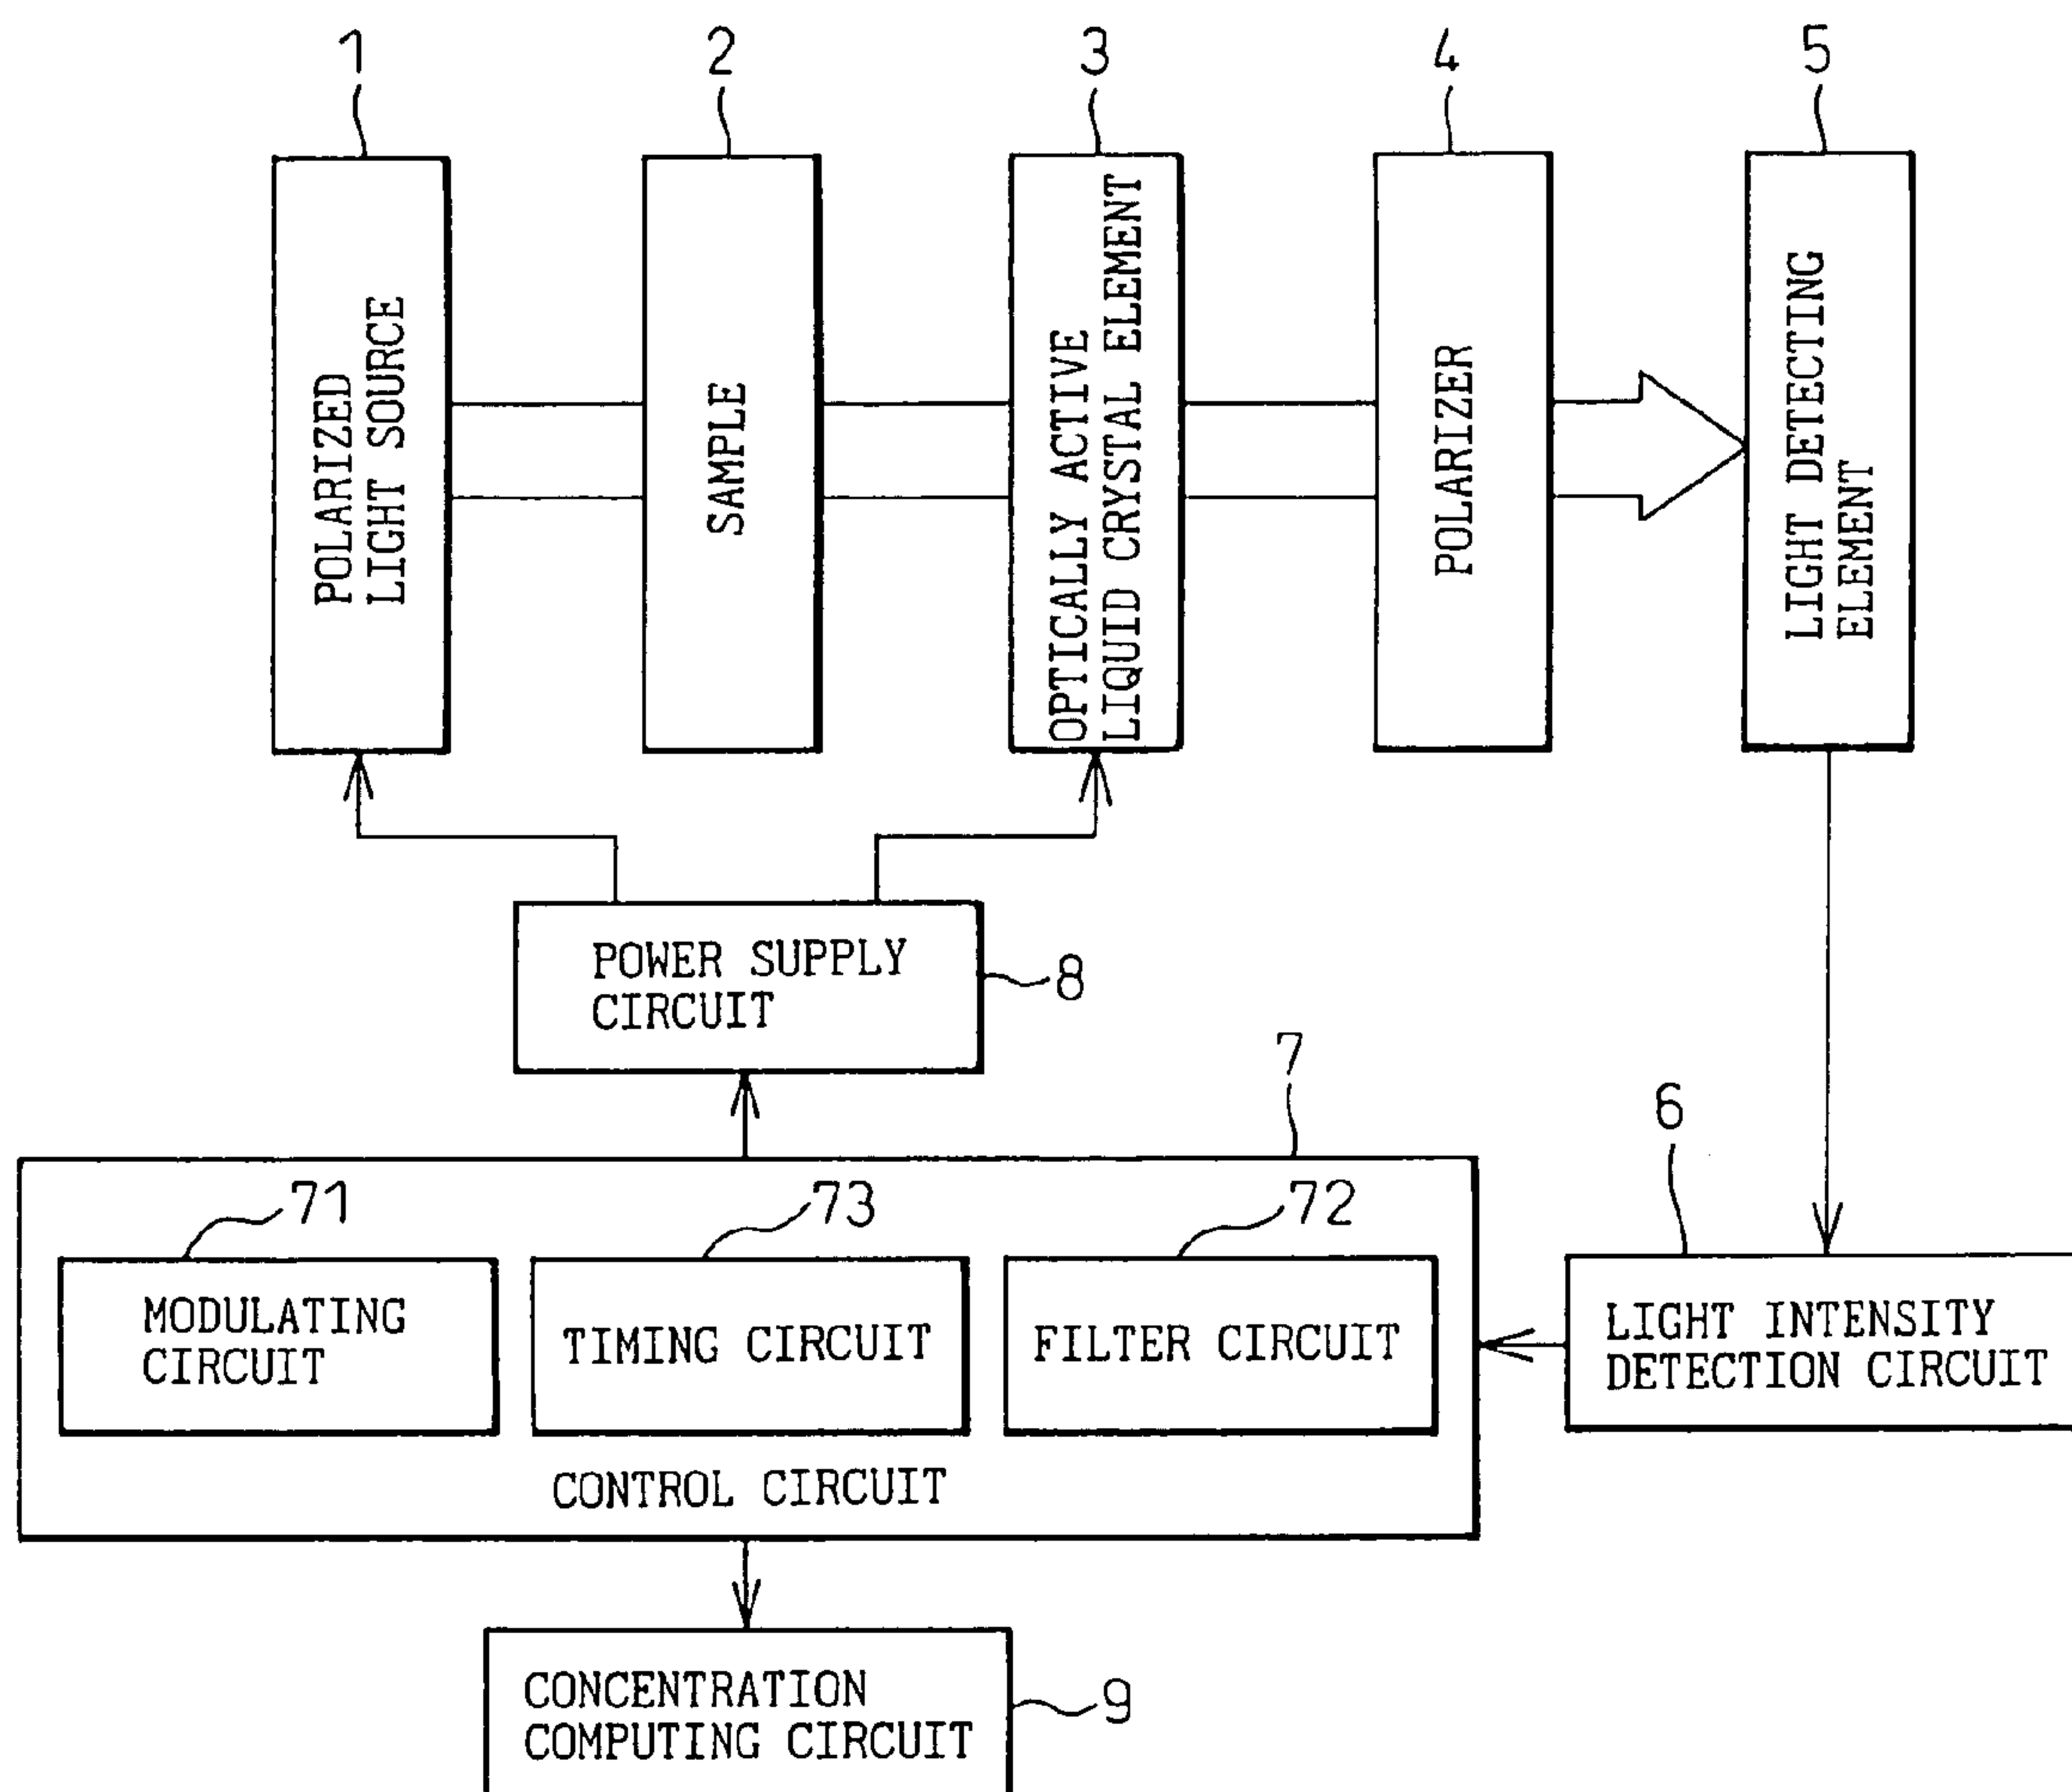 1
2
3
4
5
POLARIZED
LIGHT SOURCE
SAMPLE
OPTICALLY ACTIVE
LIQUID CRYSTAL ELEMENT
POLARIZER
LIGHT DETECTING
ELEMENT
POWER SUPPLY
CIRCUIT
8
7
6
71
73
72
MODULATING
CIRCUIT
TIMING CIRCUIT
FILTER CIRCUIT
LIGHT INTENSITY
DETECTION CIRCUIT
CONTROL CIRCUIT
CONCENTRATION
COMPUTING CIRCUIT
9